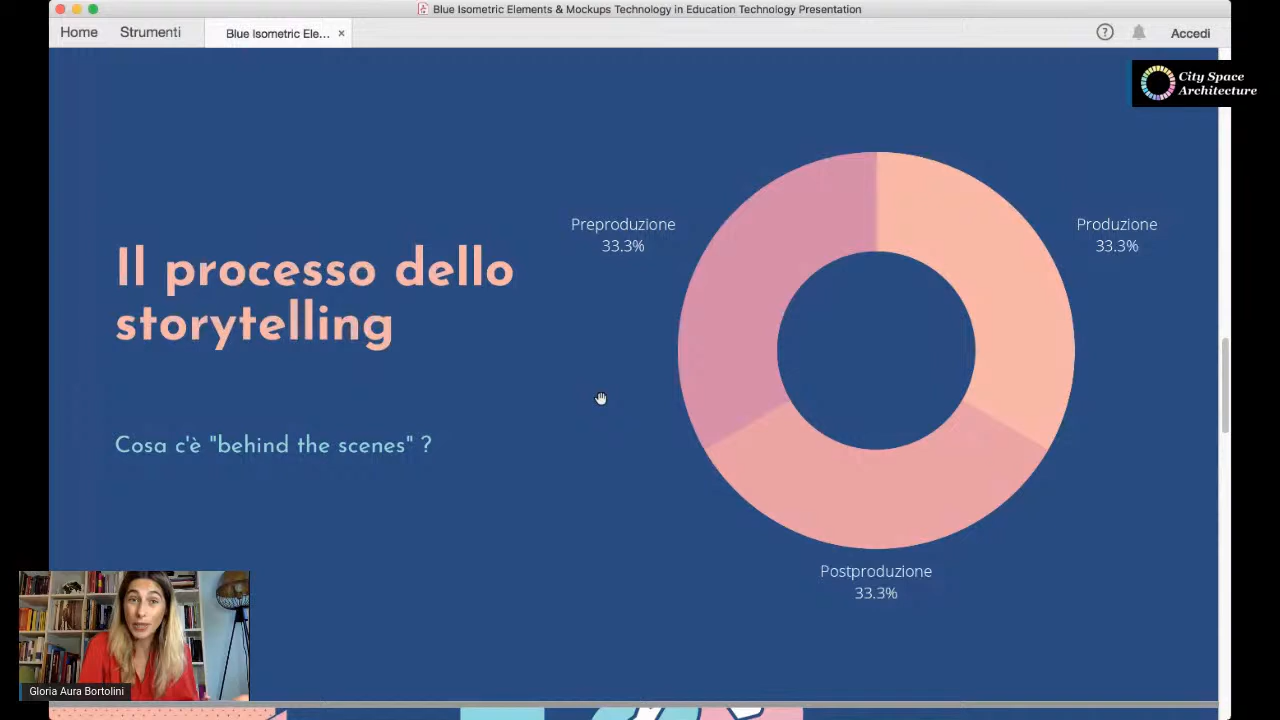 Blue Isometric Elements & Mockups Technology in Education Technology Presentation
Home
Strumenti
Blue Isometric Ele... ×
?
Accedi
City Space
Architecture
Preproduzione
33.3%
Produzione
33.3%
Il processo dello
storytelling
Cosa c'è "behind the scenes" ?
Postproduzione
33.3%
Gloria Aura Bortolini